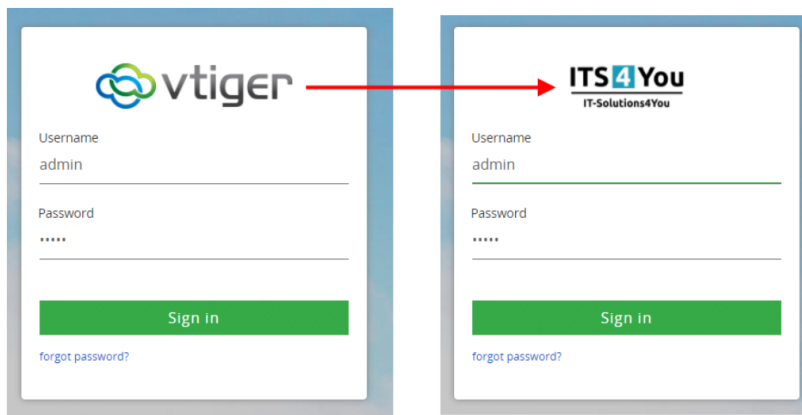 vtiger
Username
admin
Password
•••••
Sign in
forgot password?
ITS4You
IT-Solutions4You
Username
admin
Password
•••••
Sign in
forgot password?